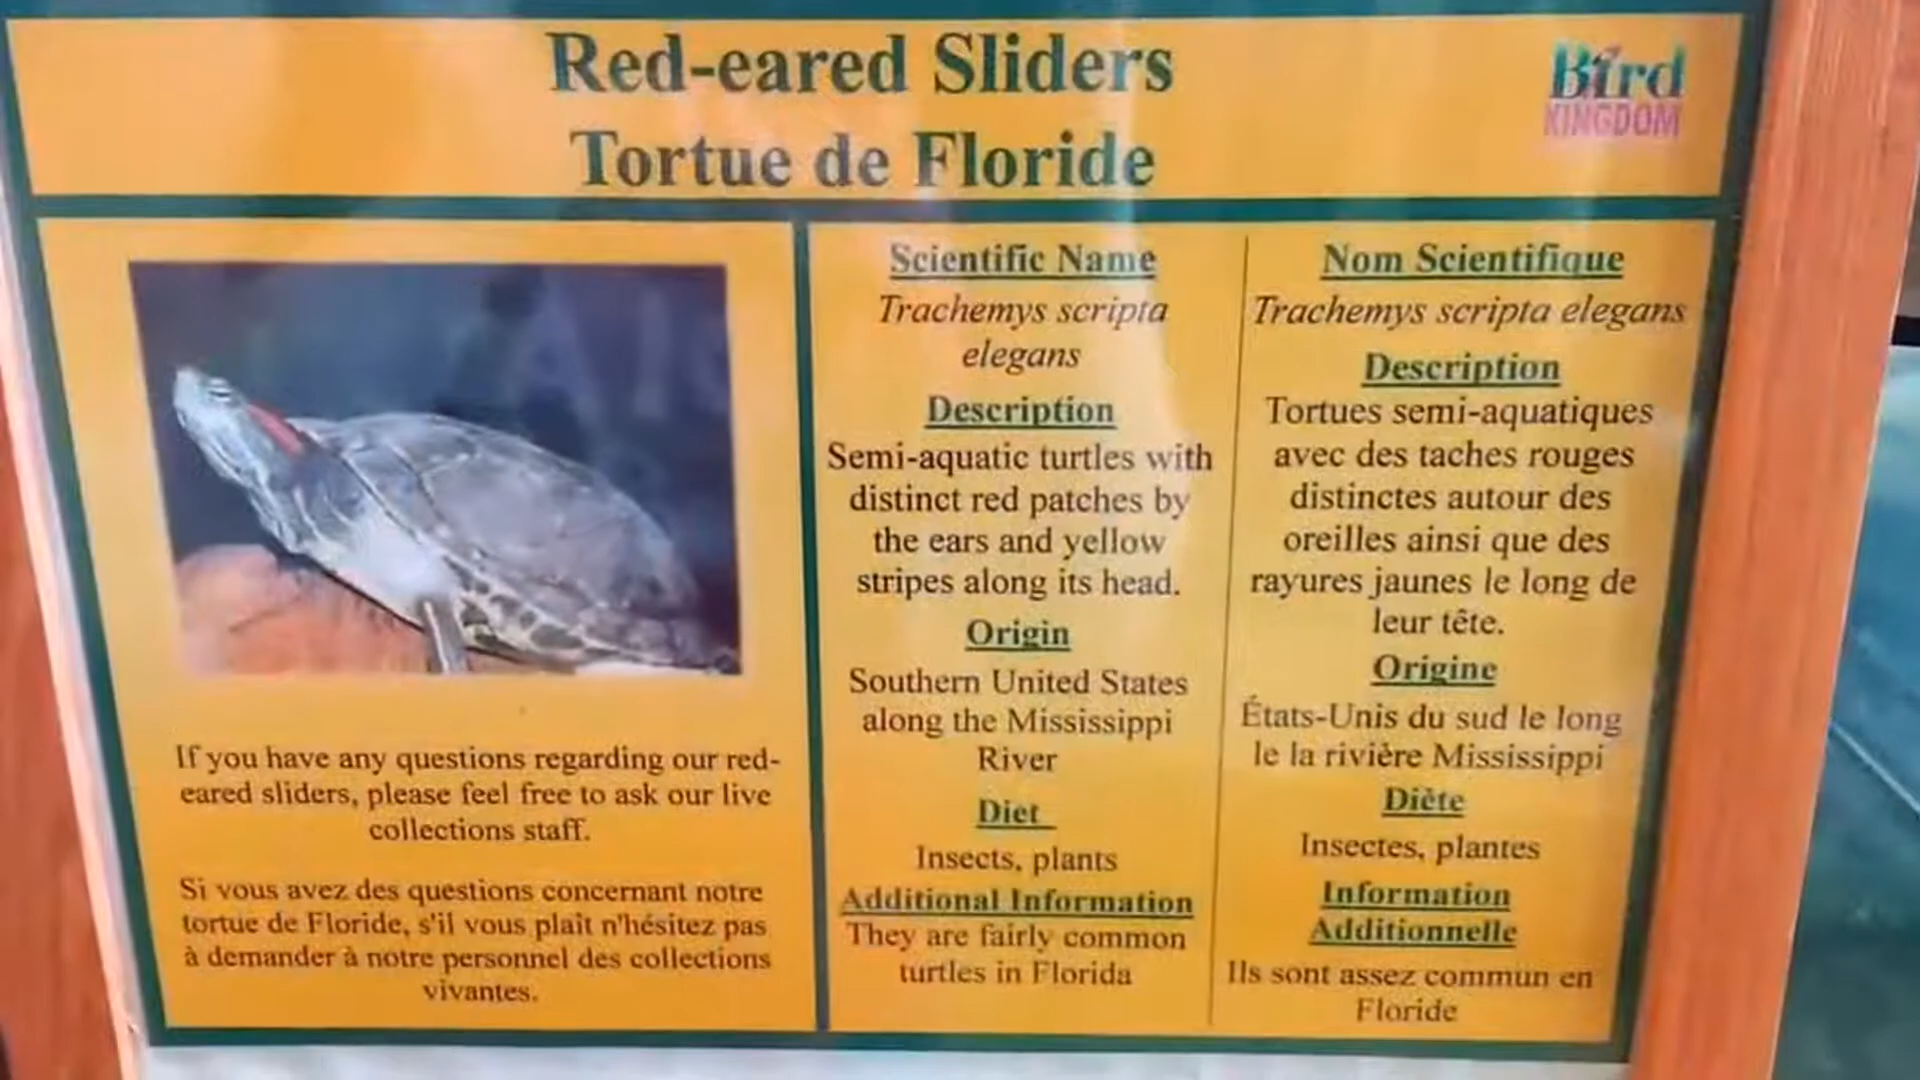 Red-eared Sliders
Tortue de Floride
Bird
KINGDOM
If you have any questions regarding our red-
eared sliders, please feel free to ask our live
collections staff.
Si vous avez des questions concernant notre
tortue de Floride, s'il vous plaît n'hésitez pas
à demander à notre personnel des collections
vivantes.
Scientific Name
Trachemys scripta
elegans
Description
Semi-aquatic turtles with
distinct red patches by
the ears and yellow
stripes along its head.
Origin
Southern United States
along the Mississippi
River
Diet
Insects, plants
Additional Information
They are fairly common
turtles in Florida
Nom Scientifique
Trachemys scripta elegans
Description
Tortues semi-aquatiques
avec des taches rouges
distinctes autour des
oreilles ainsi que des
rayures jaunes le long de
leur tête.
Origine
États-Unis du sud le long
le la rivière Mississippi
Diète
Insectes, plantes
Information
Additionnelle
Ils sont assez commun en
Floride